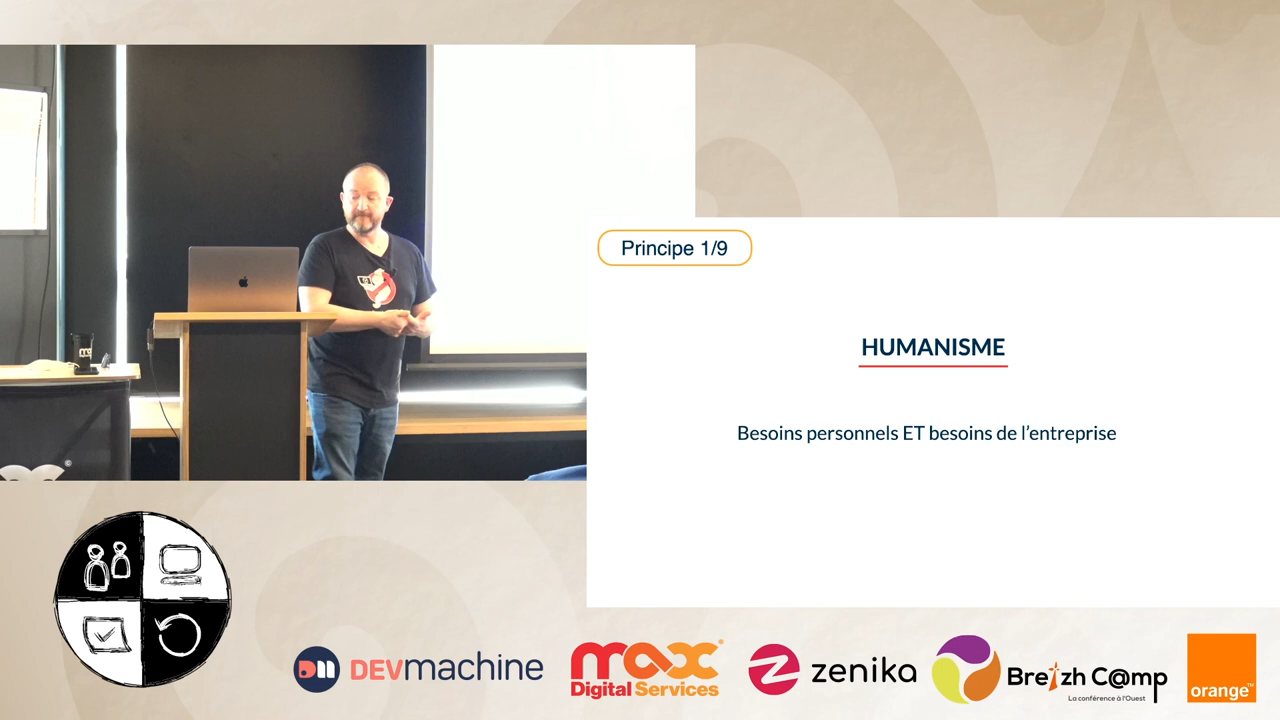 Principe 1/9
HUMANISME
Besoins personnels ET besoins de l'entreprise
DEVmachine
max
Digital Services
zenika
Breizh C@mp
La conférence à l'Ouest
orange™